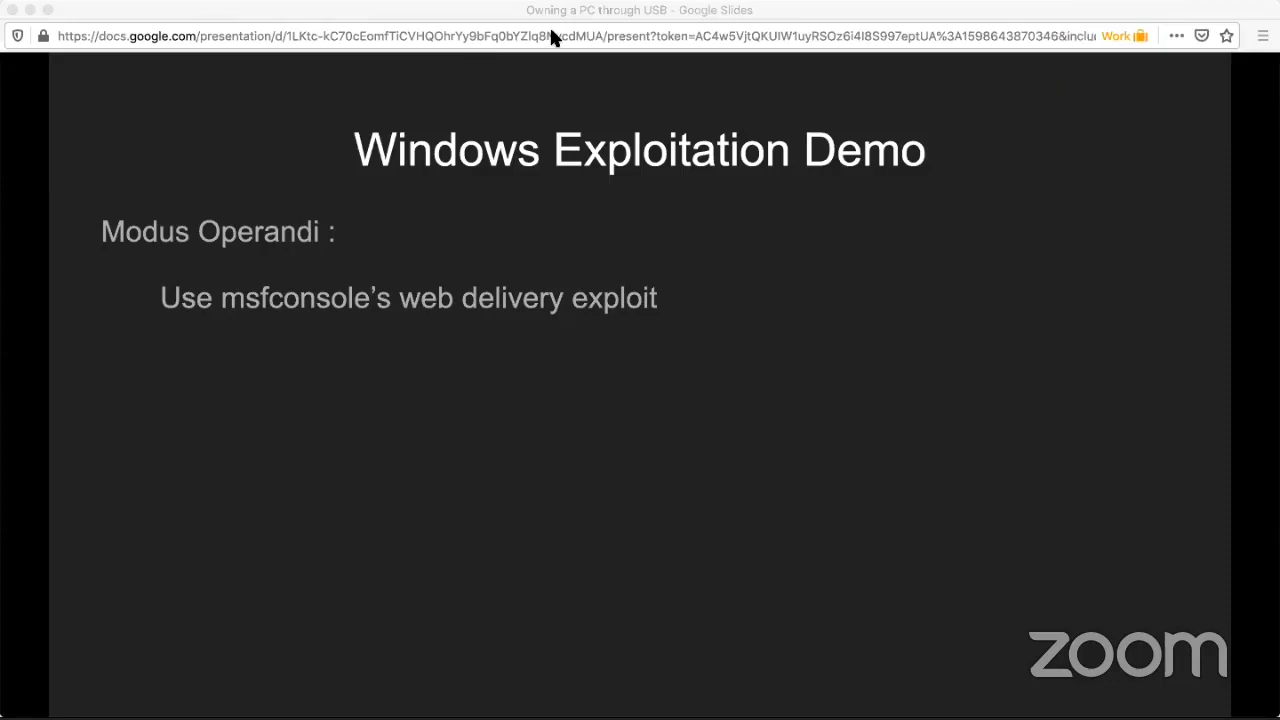 Owning a PC through USB - Google Slides
Work
Windows Exploitation Demo
Modus Operandi :
Use msfconsole's web delivery exploit
zoom